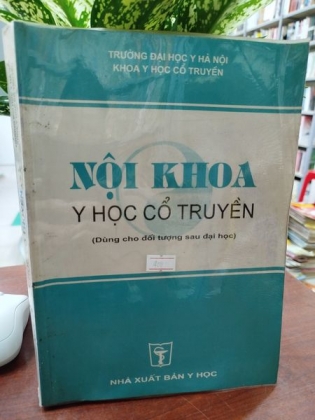 TRƯỜNG ĐẠI HỌC Y HÀ NỘI
KHOA Y HỌC CỔ TRUYỀN
NỘI KHOA
Y HỌC CỔ TRUYỀN
(Dùng cho đối tượng sau đại học)
NHÀ XUẤT BẢN Y HỌC